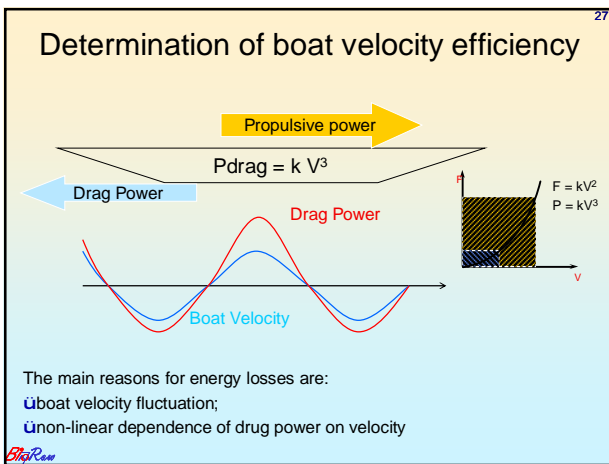 27
Determination of boat velocity efficiency
Propulsive power
Pdrag = k V³
Drag Power
Drag Power
F
F = kV²
P = kV³
V
Boat Velocity
The main reasons for energy losses are:
üboat velocity fluctuation;
ünon-linear dependence of drug power on velocity
BioRow